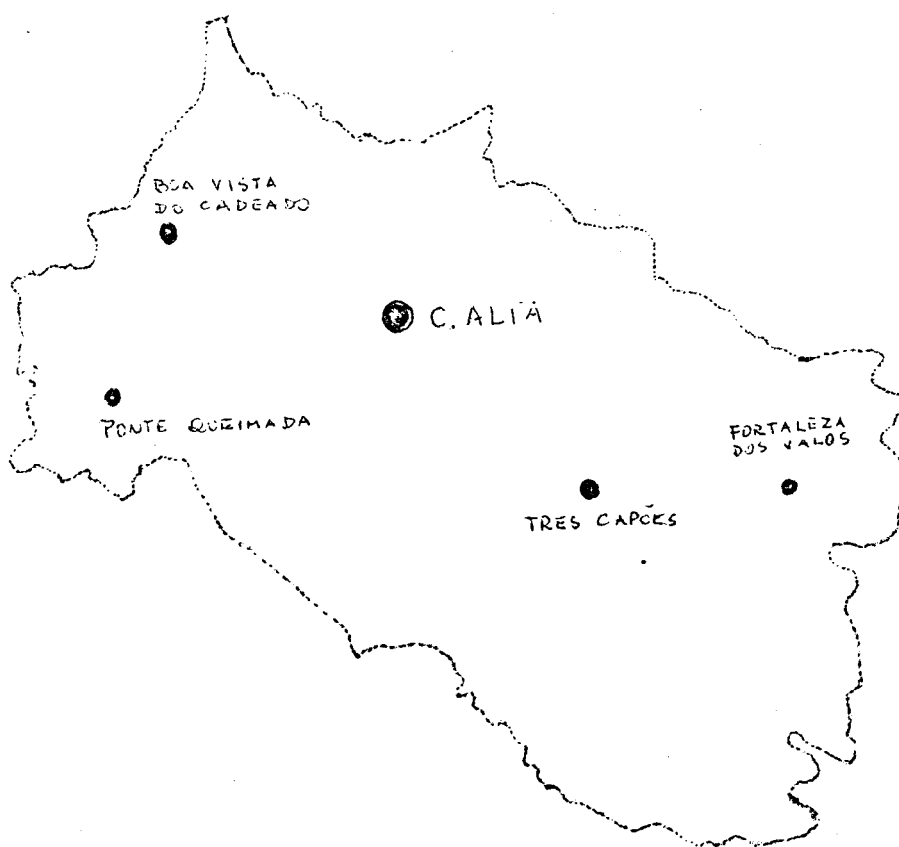 BOA VISTA
DO CADEADO
C. ALTA
PONTE QUEIMADA
FORTALEZA
DOS VALOS
TRES CAPÕES